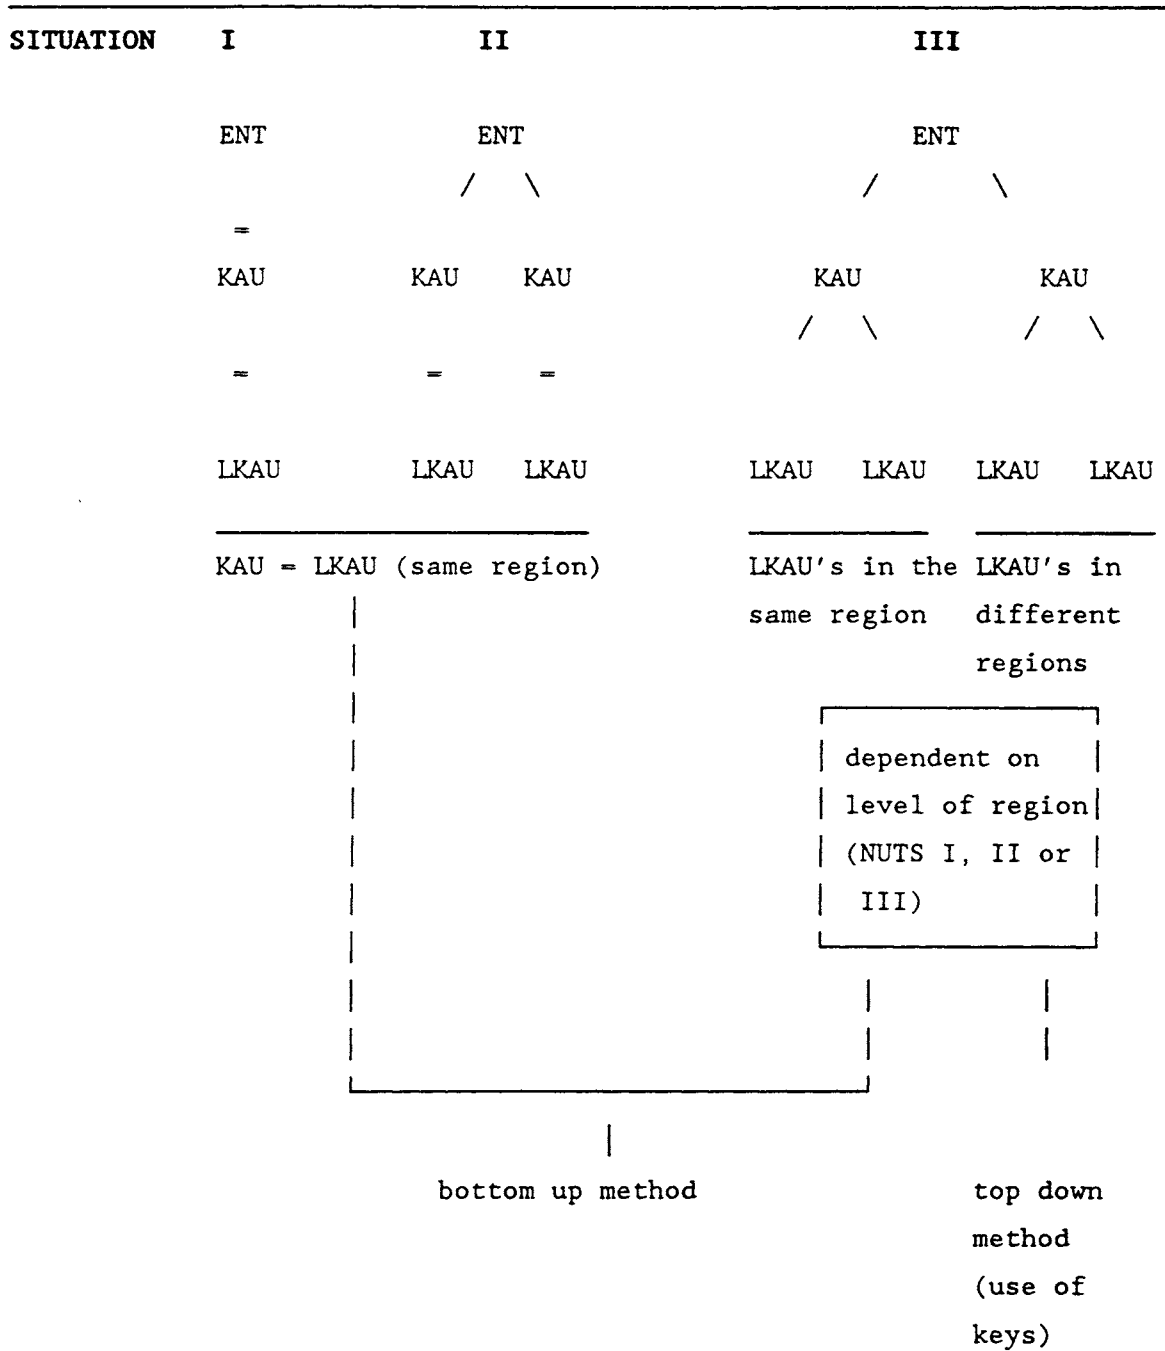 SITUATION I II III
ENT ENT ENT
/ \ / \
=
KAU KAU KAU KAU KAU
/ \ / \
= = =
LKAU LKAU LKAU LKAU LKAU LKAU LKAU
KAU = LKAU (same region) LKAU's in the LKAU's in
same region different
regions
dependent on
level of region
(NUTS I, II or
III)
bottom up method top down
method
(use of
keys)